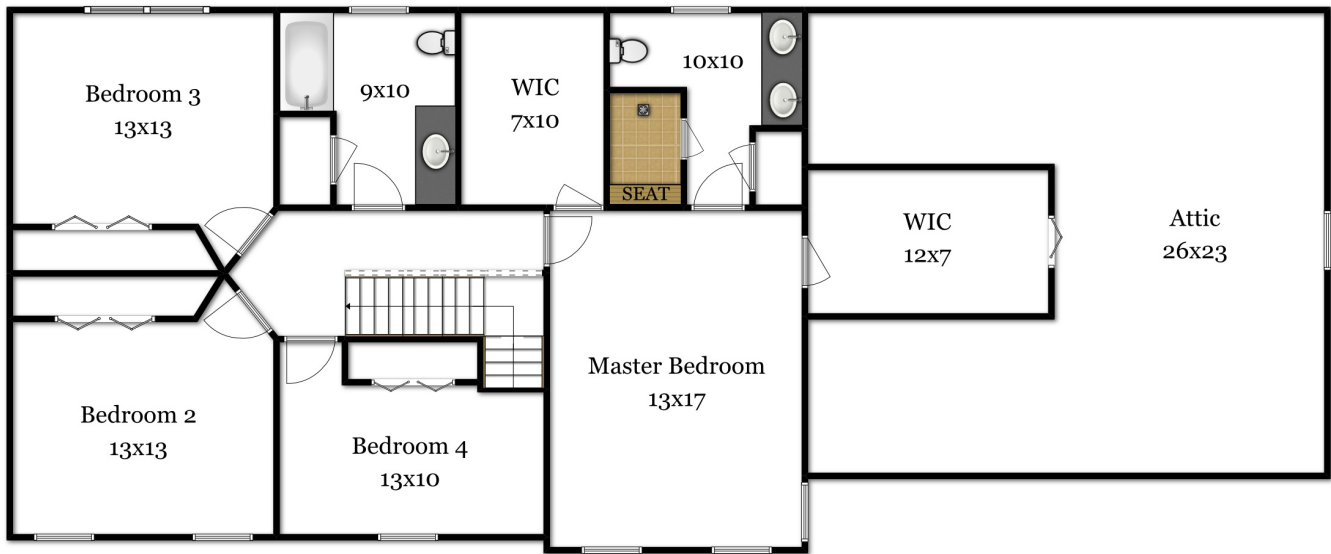 Bedroom 3
13x13
9x10
WIC
7x10
10x10
SEAT
WIC
12x7
Attic
26x23
Master Bedroom
13x17
Bedroom 2
13x13
Bedroom 4
13x10